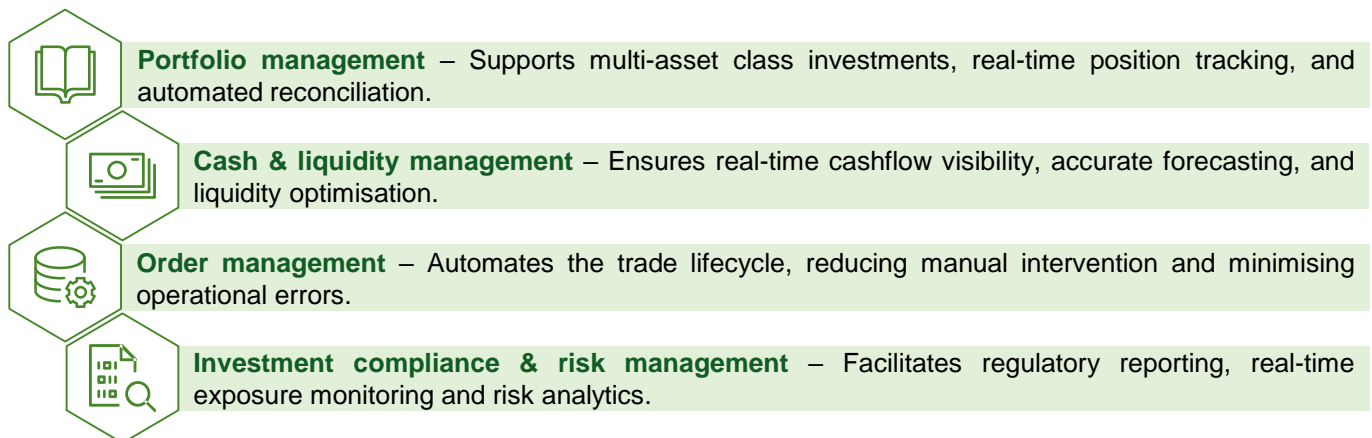 Portfolio management – Supports multi-asset class investments, real-time position tracking, and
automated reconciliation.
Cash & liquidity management – Ensures real-time cashflow visibility, accurate forecasting, and
liquidity optimisation.
Order management – Automates the trade lifecycle, reducing manual intervention and minimising
operational errors.
Investment compliance & risk management – Facilitates regulatory reporting, real-time
exposure monitoring and risk analytics.